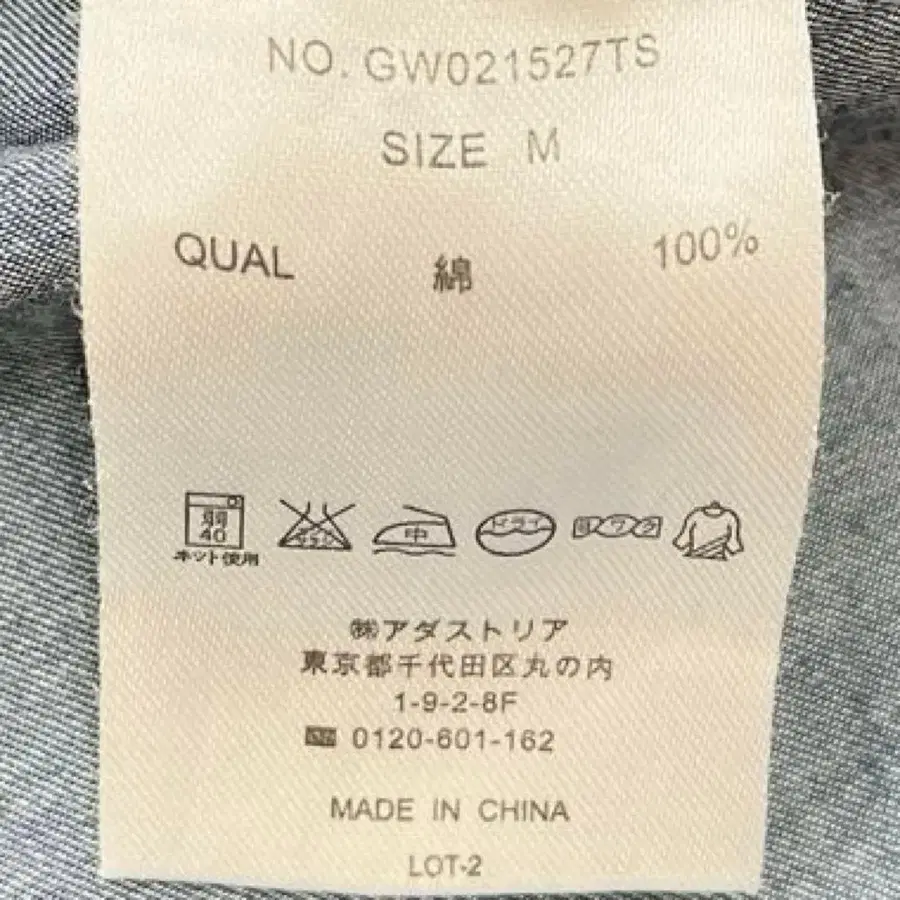 NO. GW021527TS
SIZE M
QUAL 綿 100%
弱
40
ネット使用
中
ドライ
㈱アダストリア
東京都千代田区丸の内
1-9-2-8F
0120-601-162
MADE IN CHINA
LOT-2